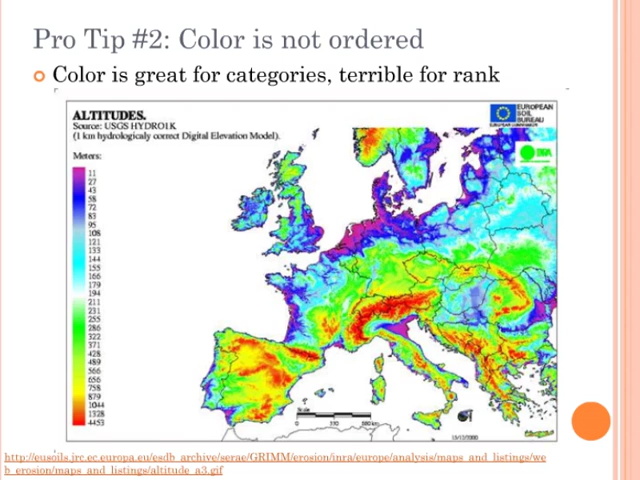 Pro Tip #2: Color is not ordered
Color is great for categories, terrible for rank
ALTITUDES.
Source: USGS HYDRO1K
(1 km hydrologicaly correct Digital Elevation Model).
Meters:
EUROPEAN
SOIL
BUREAU
11
27
43
58
72
83
95
108
121
133
144
155
166
179
194
211
231
255
286
322
371
428
489
566
656
758
879
1044
1328
4453
Scale
0
http://eusoils.jrc.ec.europa.eu/esdb_archive/serae/GRIMM/erosion/inra/europe/analysis/maps_and_listings/we
b_erosion/maps_and_listings/altitude_a3.gif